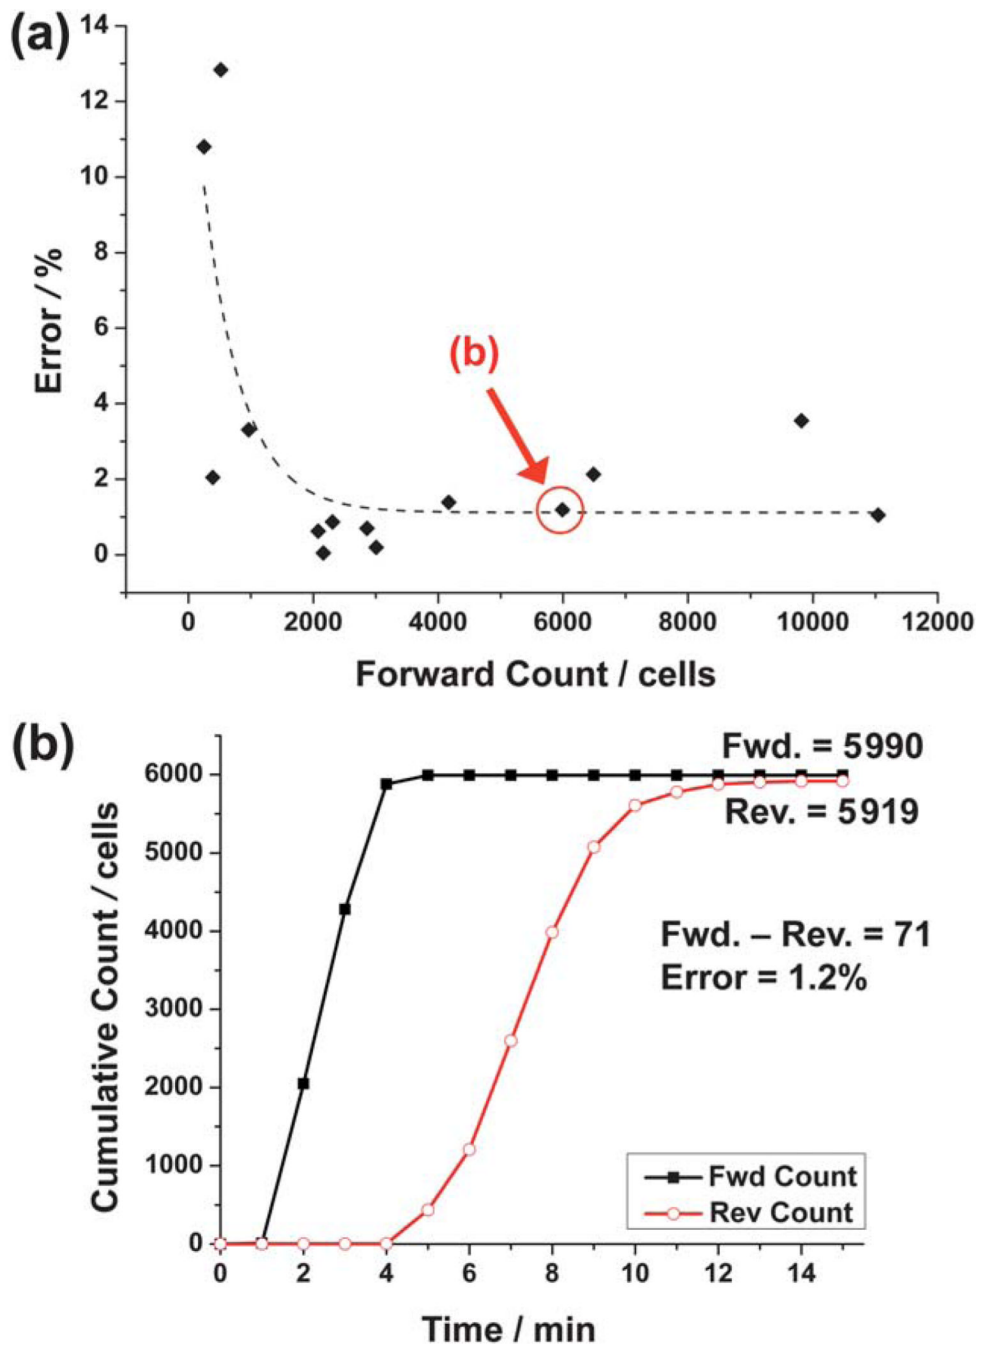 (a)
14
12
10
8
6
4
2
0
Error / %
(b)
0 2000 4000 6000 8000 10000 12000
Forward Count / cells
(b)
Fwd. = 5990
6000
Rev. = 5919
5000
4000
Fwd. – Rev. = 71
Error = 1.2%
3000
2000
1000
0
Cumulative Count / cells
Fwd Count
Rev Count
0 2 4 6 8 10 12 14
Time / min